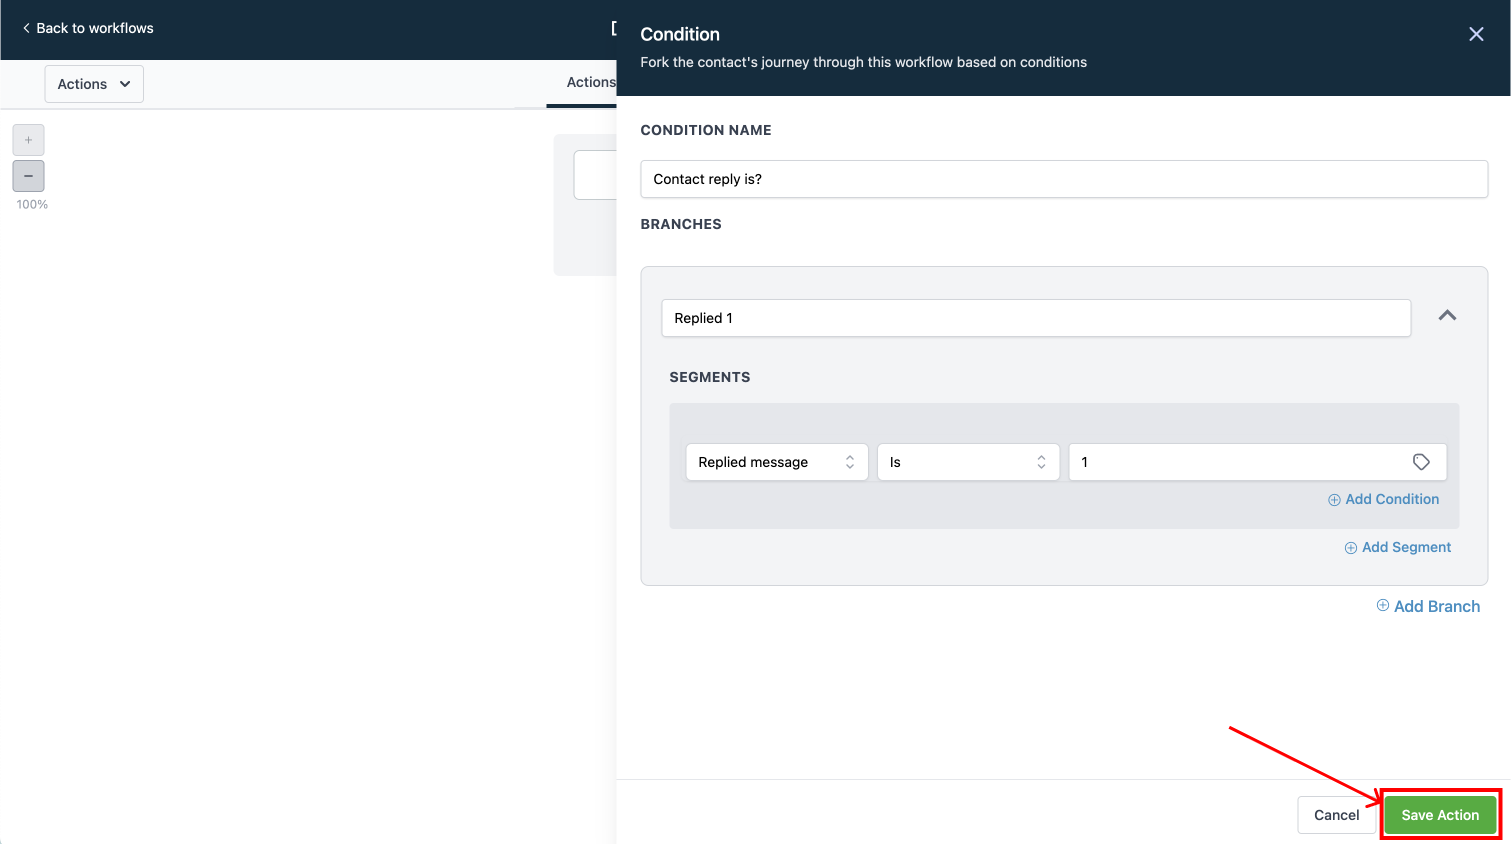 Back to workflows
Actions
Actions
+
−
100%
Condition
Fork the contact's journey through this workflow based on conditions
CONDITION NAME
Contact reply is?
BRANCHES
Replied 1
SEGMENTS
Replied message Is 1
Add Condition
Add Segment
Add Branch
Cancel Save Action